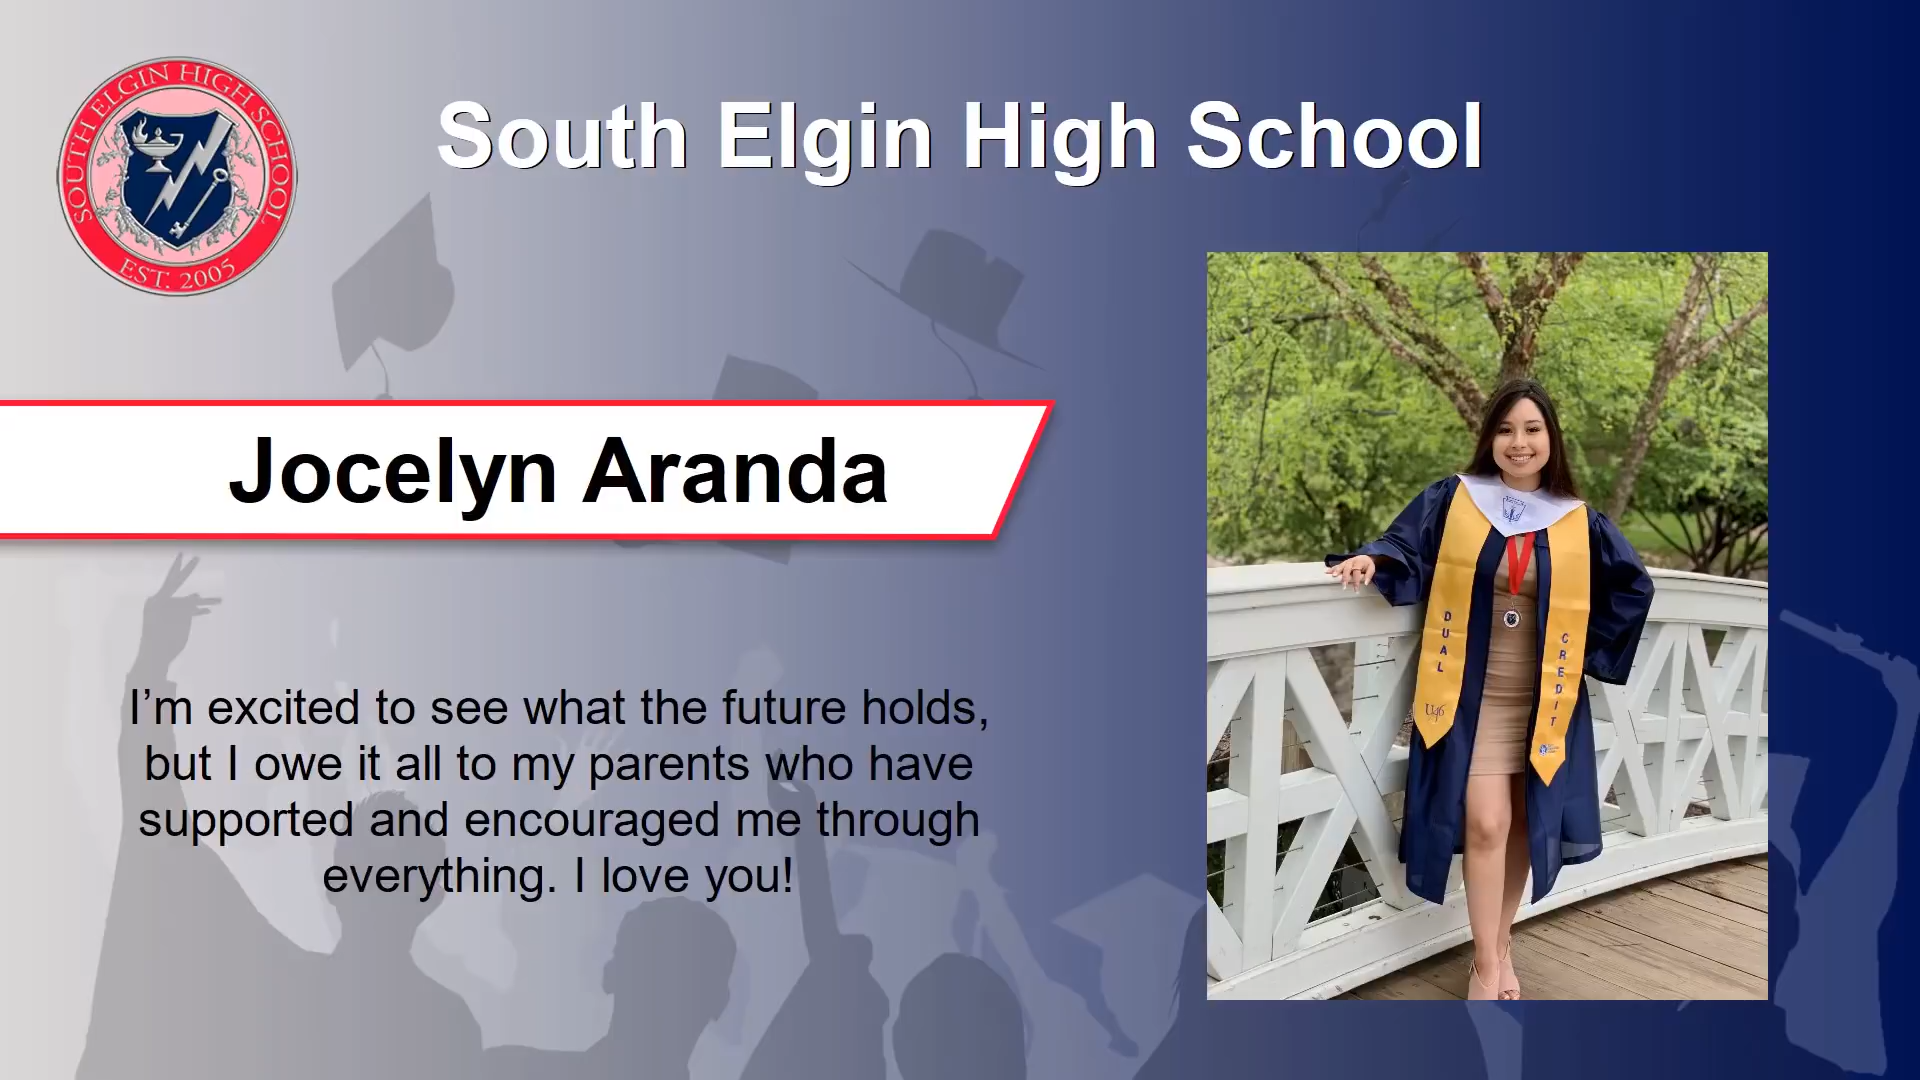 SOUTH ELGIN HIGH SCHOOL
EST. 2005
South Elgin High School
Jocelyn Aranda
I’m excited to see what the future holds,
but I owe it all to my parents who have
supported and encouraged me through
everything. I love you!
DUAL
CREDIT
U46